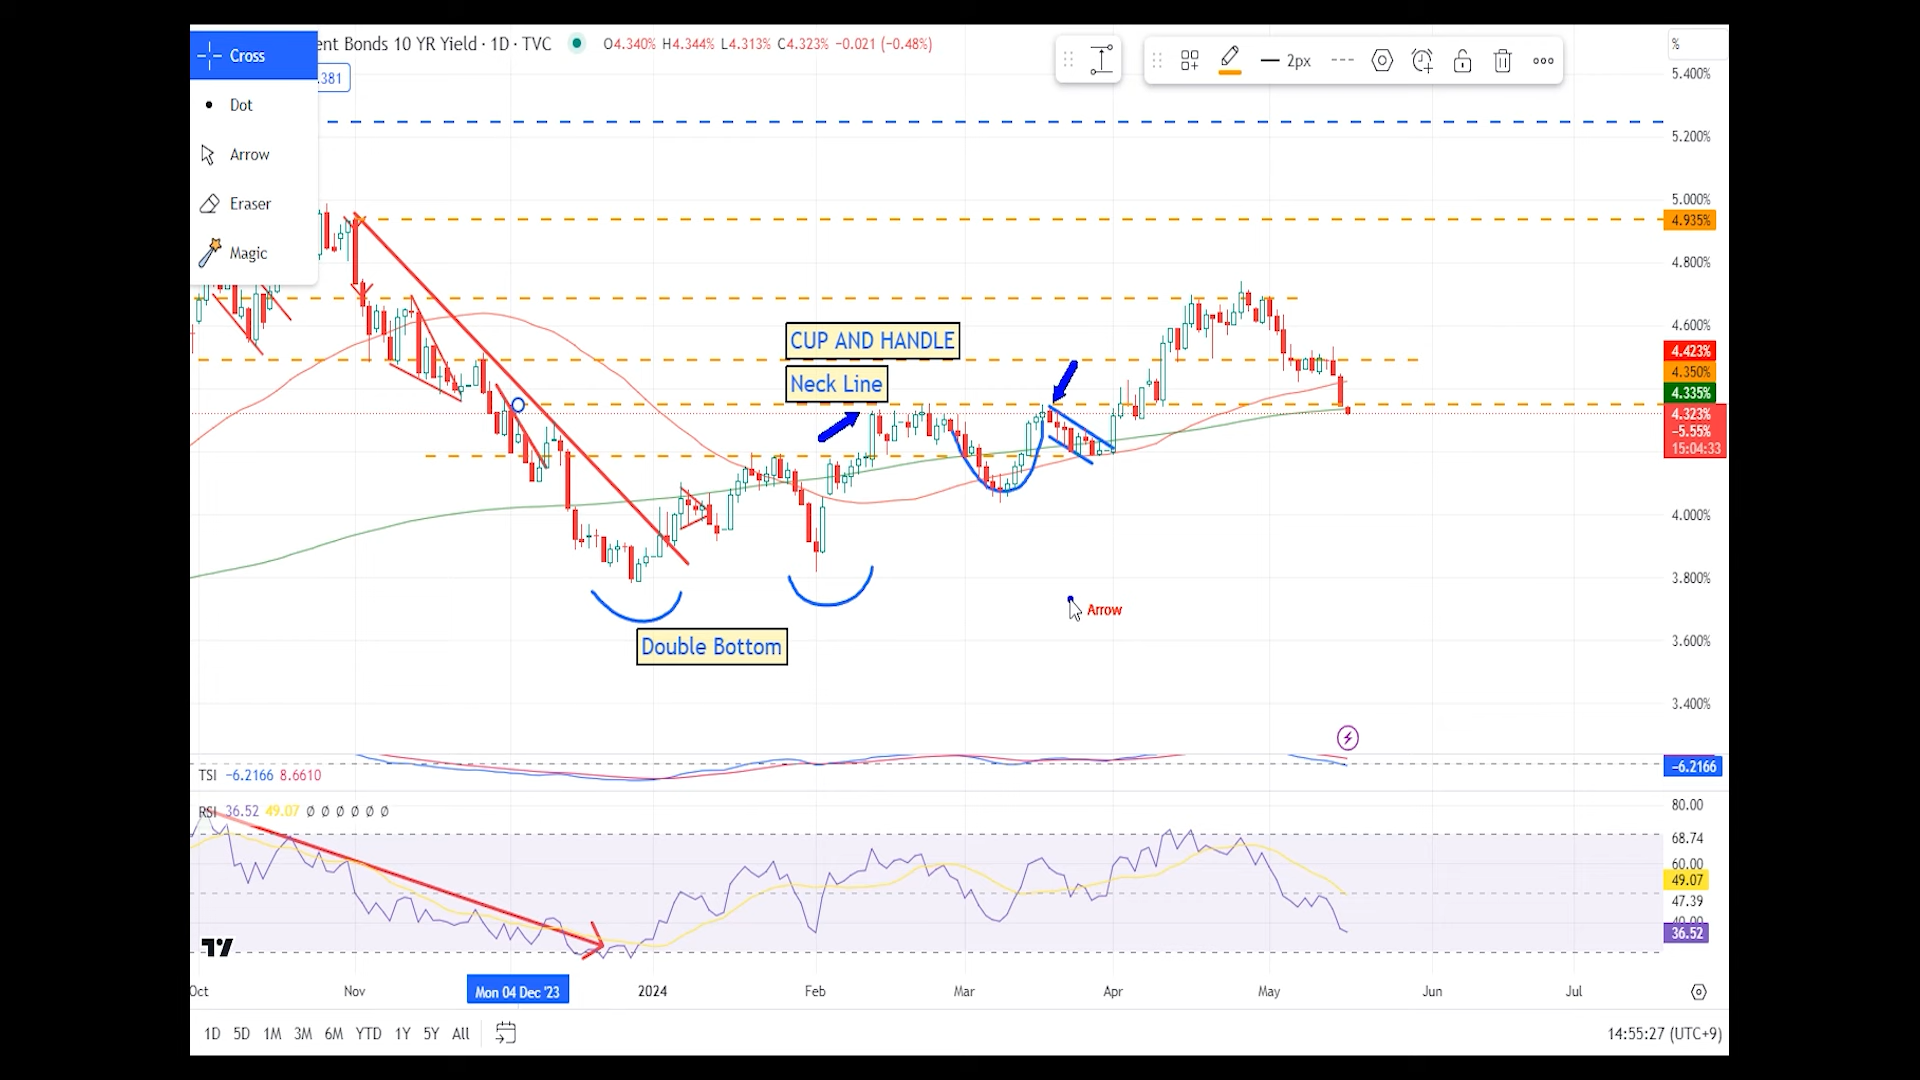 Cross
ent Bonds 10 YR Yield · 1D · TVC
O4.340% H4.344% L4.313% C4.323% −0.021 (−0.48%)
.381
Dot
Arrow
Eraser
Magic
2px
%
5.400%
5.200%
5.000%
4.935%
4.800%
4.600%
4.423%
4.350%
4.335%
4.323%
−5.55%
15:04:33
4.000%
3.800%
3.600%
3.400%
CUP AND HANDLE
Neck Line
Arrow
Double Bottom
TSI −6.2166 8.6610
−6.2166
RSI 36.52 49.07 Ø Ø Ø Ø Ø Ø
80.00
68.74
60.00
49.07
47.39
40.00
36.52
Oct Nov Mon 04 Dec '23 2024 Feb Mar Apr May Jun Jul
1D 5D 1M 3M 6M YTD 1Y 5Y All
14:55:27 (UTC+9)